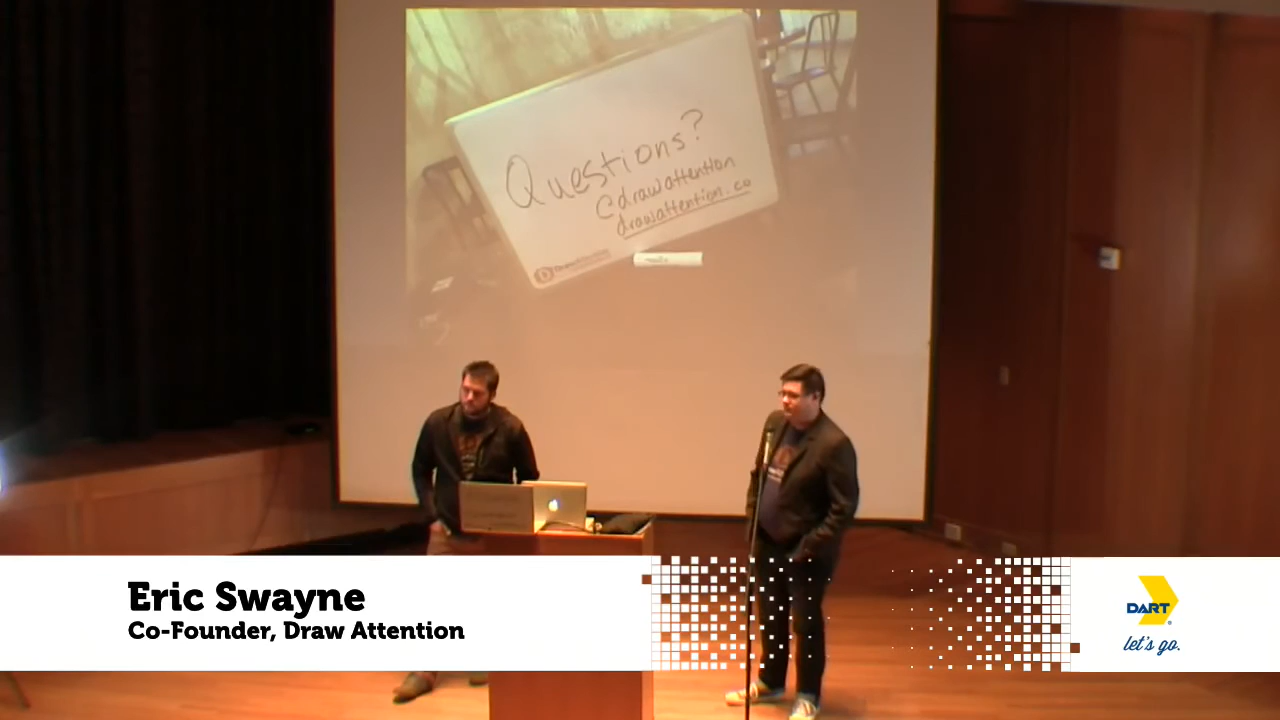 Questions?
@drawattention
drawattention.co
Eric Swayne
Co-Founder, Draw Attention
DART
let's go.